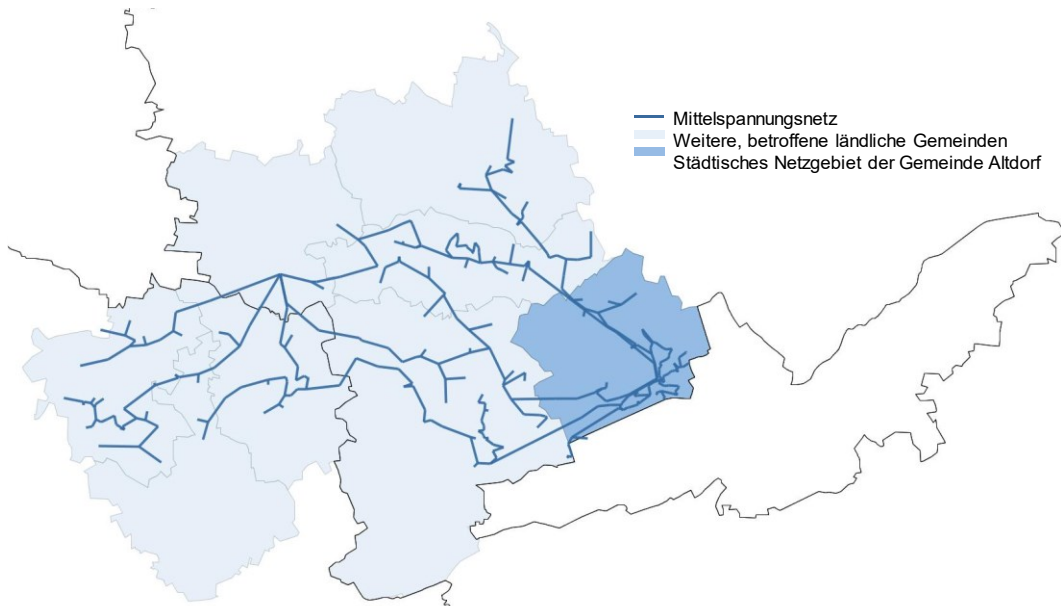 Mittelspannungsnetz
Weitere, betroffene ländliche Gemeinden
Städtisches Netzgebiet der Gemeinde Altdorf